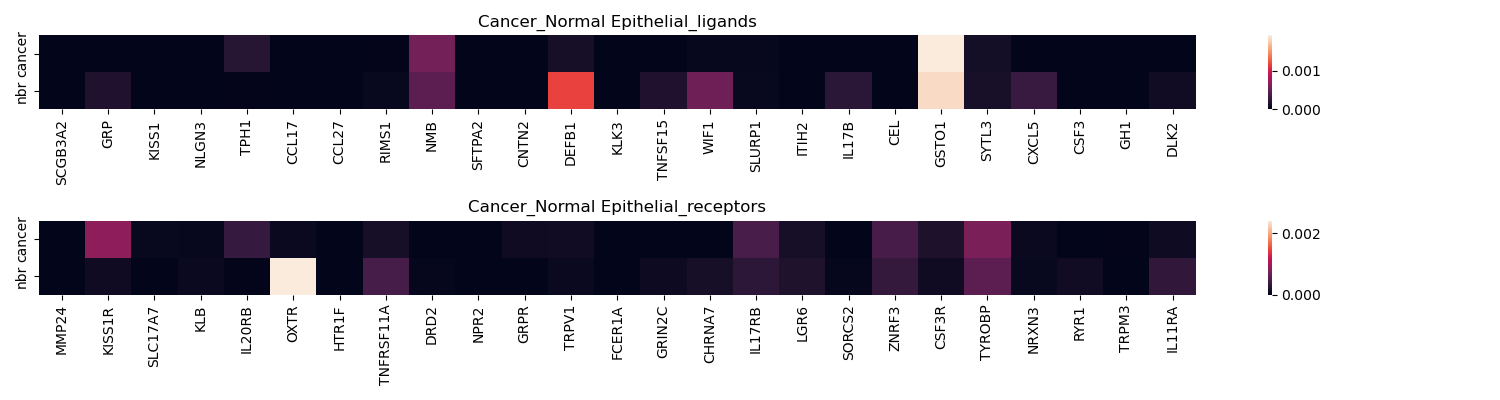 Cancer_Normal Epithelial_ligands
cancer
nbr
0.001
0.000
SCGB3A2 GRP KISS1 NLGN3 TPH1 CCL17 CCL27 RIMS1 NMB SFTPA2 CNTN2 DEFB1 KLK3 TNFSF15 WIF1 SLURP1 ITIH2 IL17B CEL GSTO1 SYTL3 CXCL5 CSF3 GH1 DLK2
Cancer_Normal Epithelial_receptors
cancer
nbr
0.002
0.000
MMP24 KISS1R SLC17A7 KLB IL20RB OXTR HTR1F TNFRSF11A DRD2 NPR2 GRPR TRPV1 FCER1A GRIN2C CHRNA7 IL17RB LGR6 SORCS2 ZNRF3 CSF3R TYROBP NRXN3 RYR1 TRPM3 IL11RA